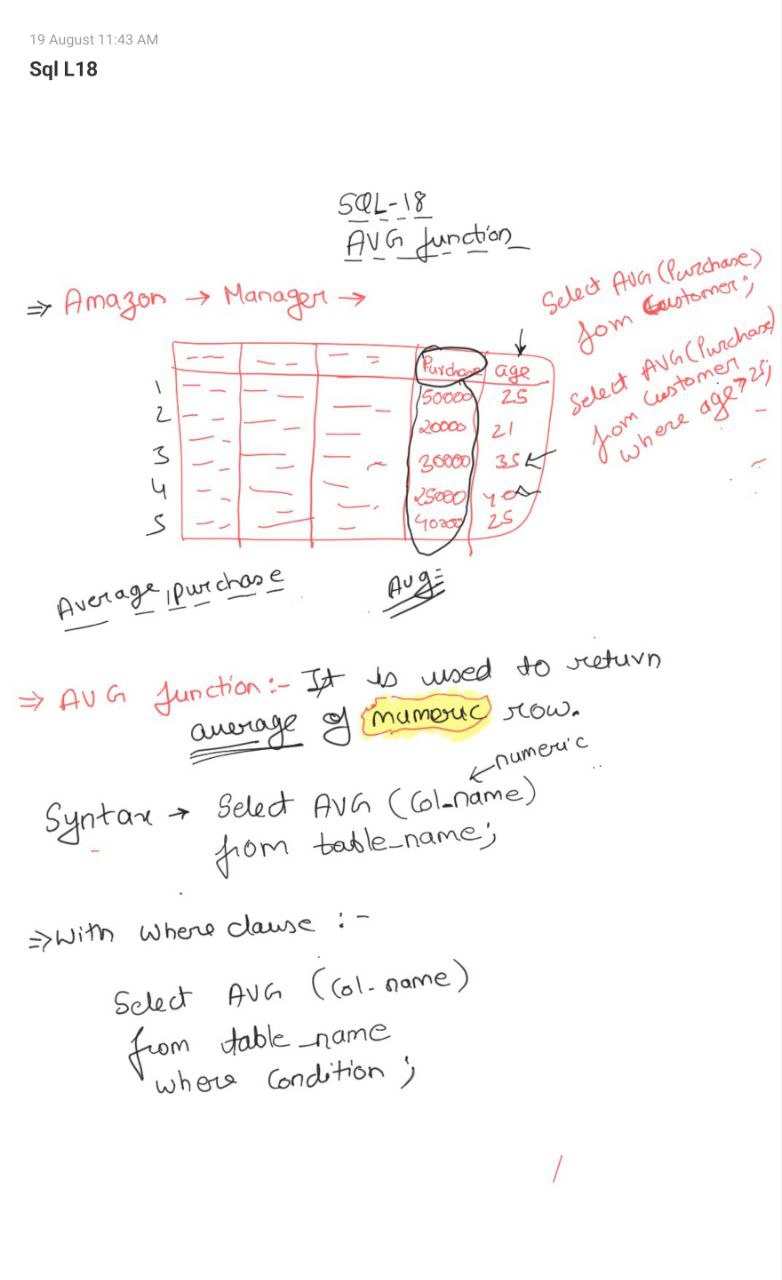 19 August 11:43 AM
Sql L18
SQL-18
AVG function
⇒ Amazon → Manager →
Select AVG (Purchase)
fom Customer;
Select AVG (Purchase)
from Customer
where age > 25;
Purchase age
1 50000 25
2 20000 21
3 30000 35
4 25000 40
5 40000 25
Average purchase
Avg =
⇒ AVG function :- It is used to return
average of numeric row.
numeric
Syntax → Select AVG (Col_name)
from table_name;
⇒ With where clause :-
Select AVG (Col-name)
from table_name
where Condition ;